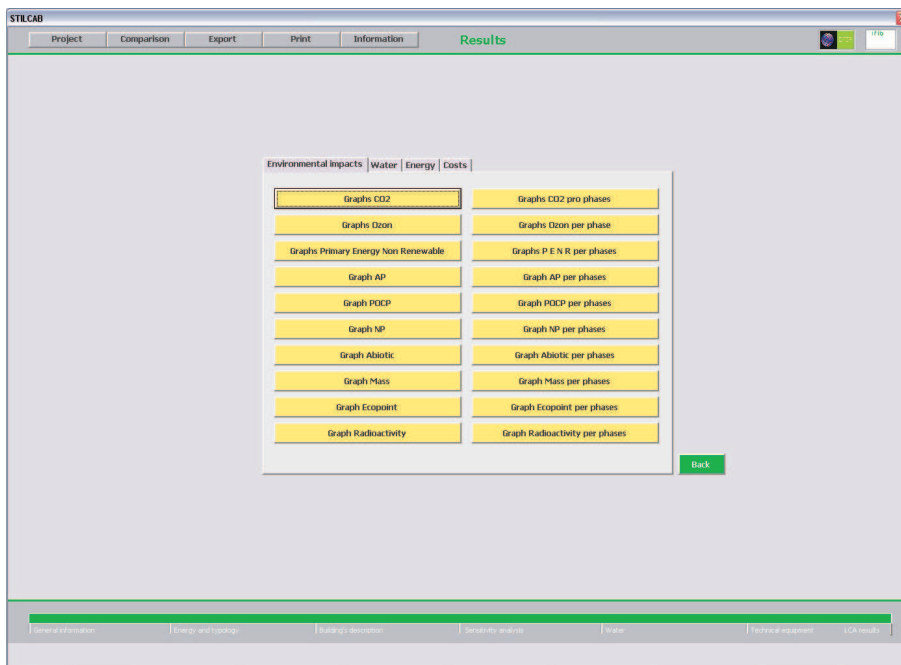 STILCAB
Project Comparison Export Print Information Results
Environmental impacts Water Energy Costs
Graphs CO2 Graphs CO2 pro phases
Graphs Ozon Graphs Ozon per phase
Graphs Primary Energy Non Renewable Graphs P E N R per phases
Graph AP Graph AP per phases
Graph POCP Graph POCP per phases
Graph NP Graph NP per phases
Graph Abiotic Graph Abiotic per phases
Graph Mass Graph Mass per phases
Graph Ecopoint Graph Ecopoint per phases
Graph Radioactivity Graph Radioactivity per phases
Back
General information Energy and typology Building's description Sensitivity analysis Water Technical equipment LCA results